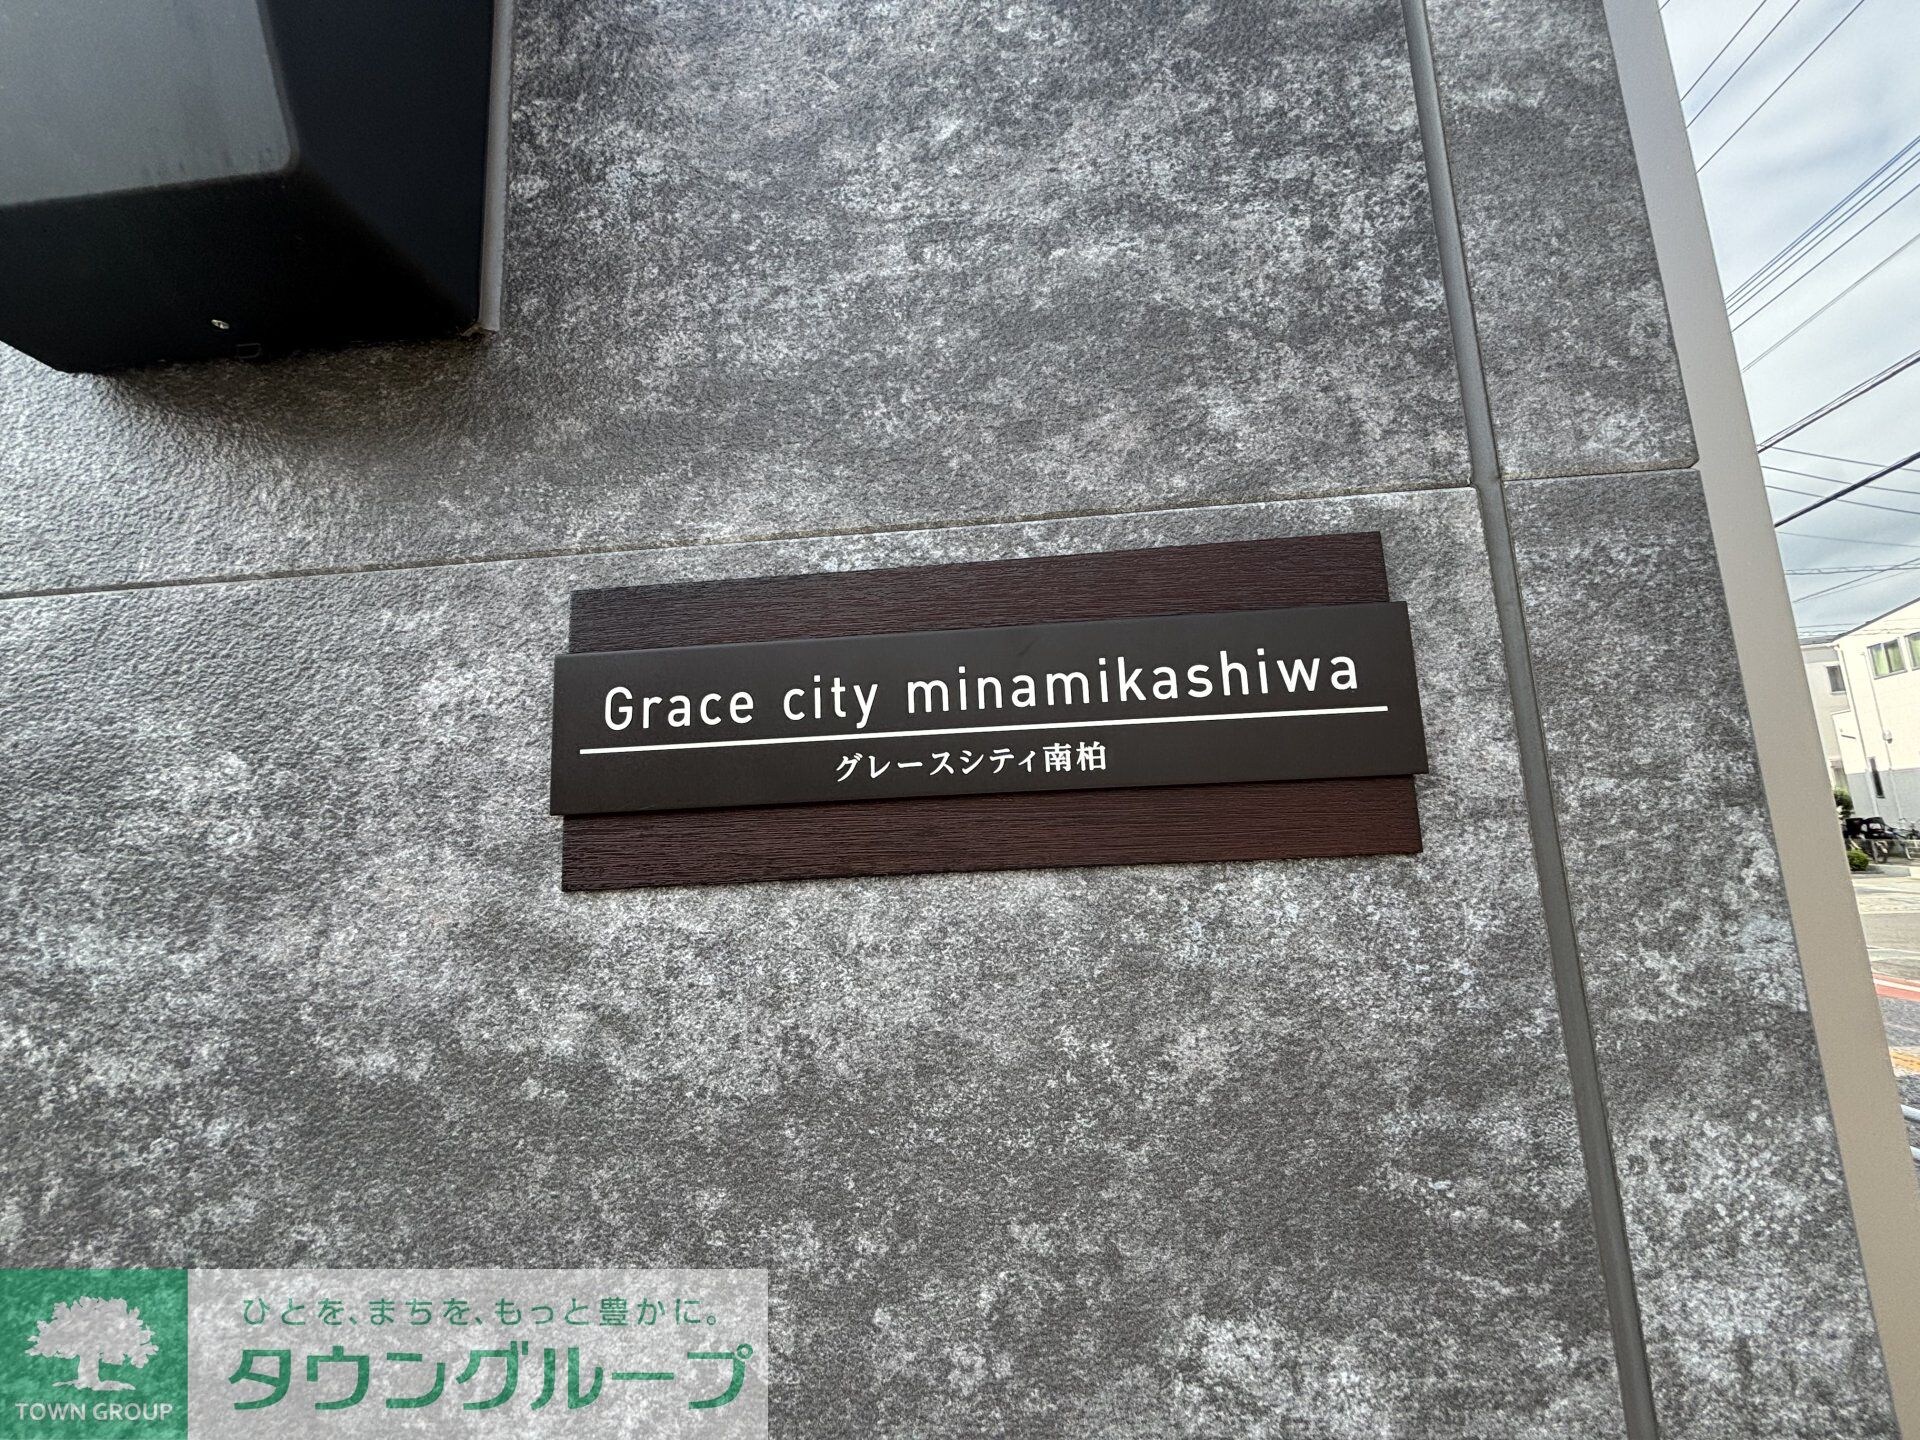 Grace city minamikashiwa
グレースシティ南柏
ひとを、まちを、もっと豊かに。
タウングループ
TOWN GROUP